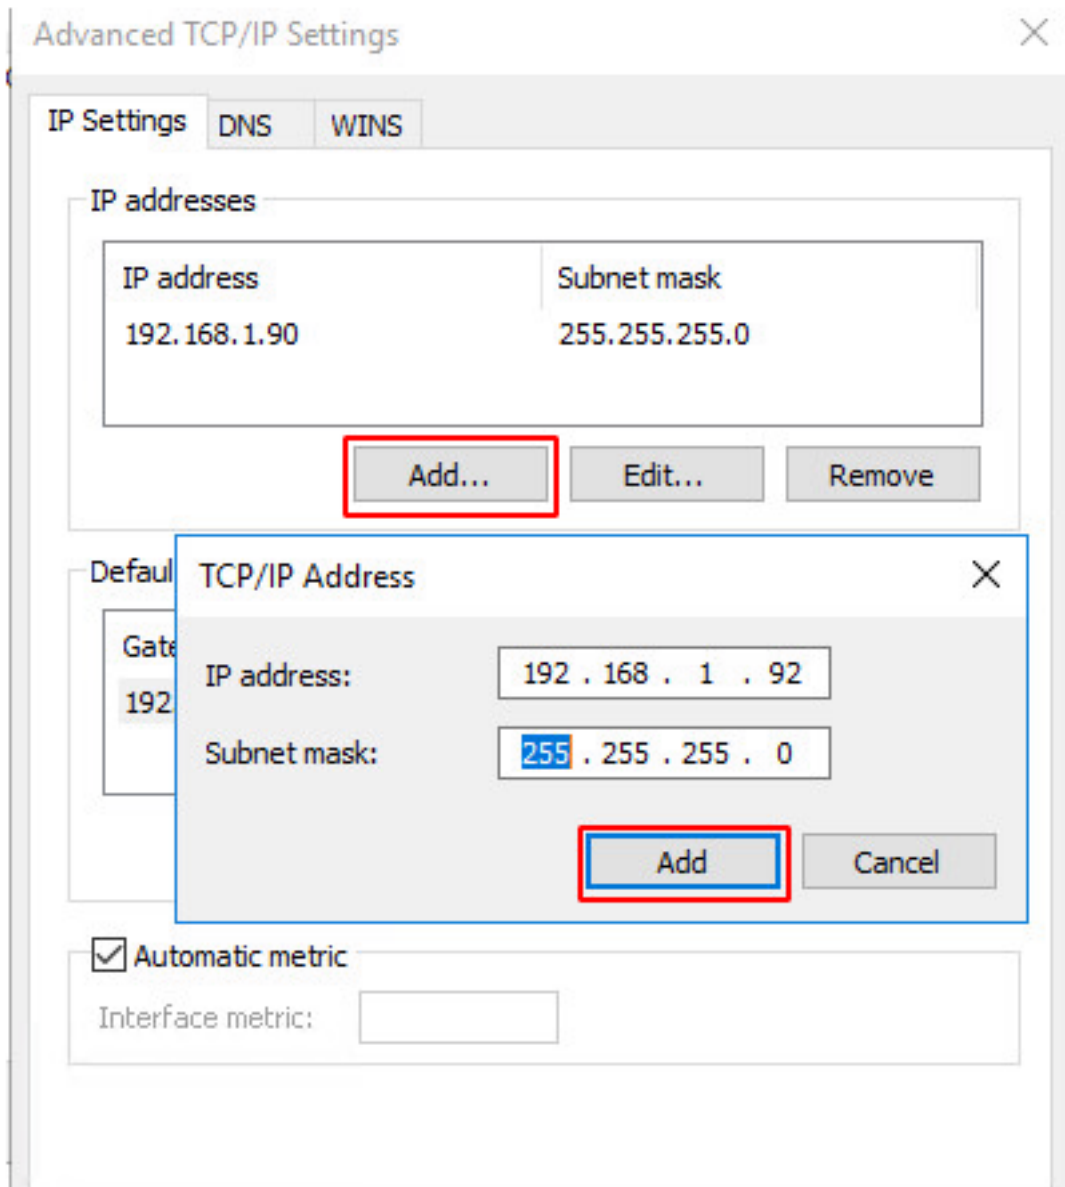 Advanced TCP/IP Settings
IP Settings DNS WINS
IP addresses
IP address Subnet mask
192.168.1.90 255.255.255.0
Add... Edit... Remove
Defaul
TCP/IP Address
Gate
192.
IP address: 192 . 168 . 1 . 92
Subnet mask: 255 . 255 . 255 . 0
Add Cancel
Automatic metric
Interface metric: